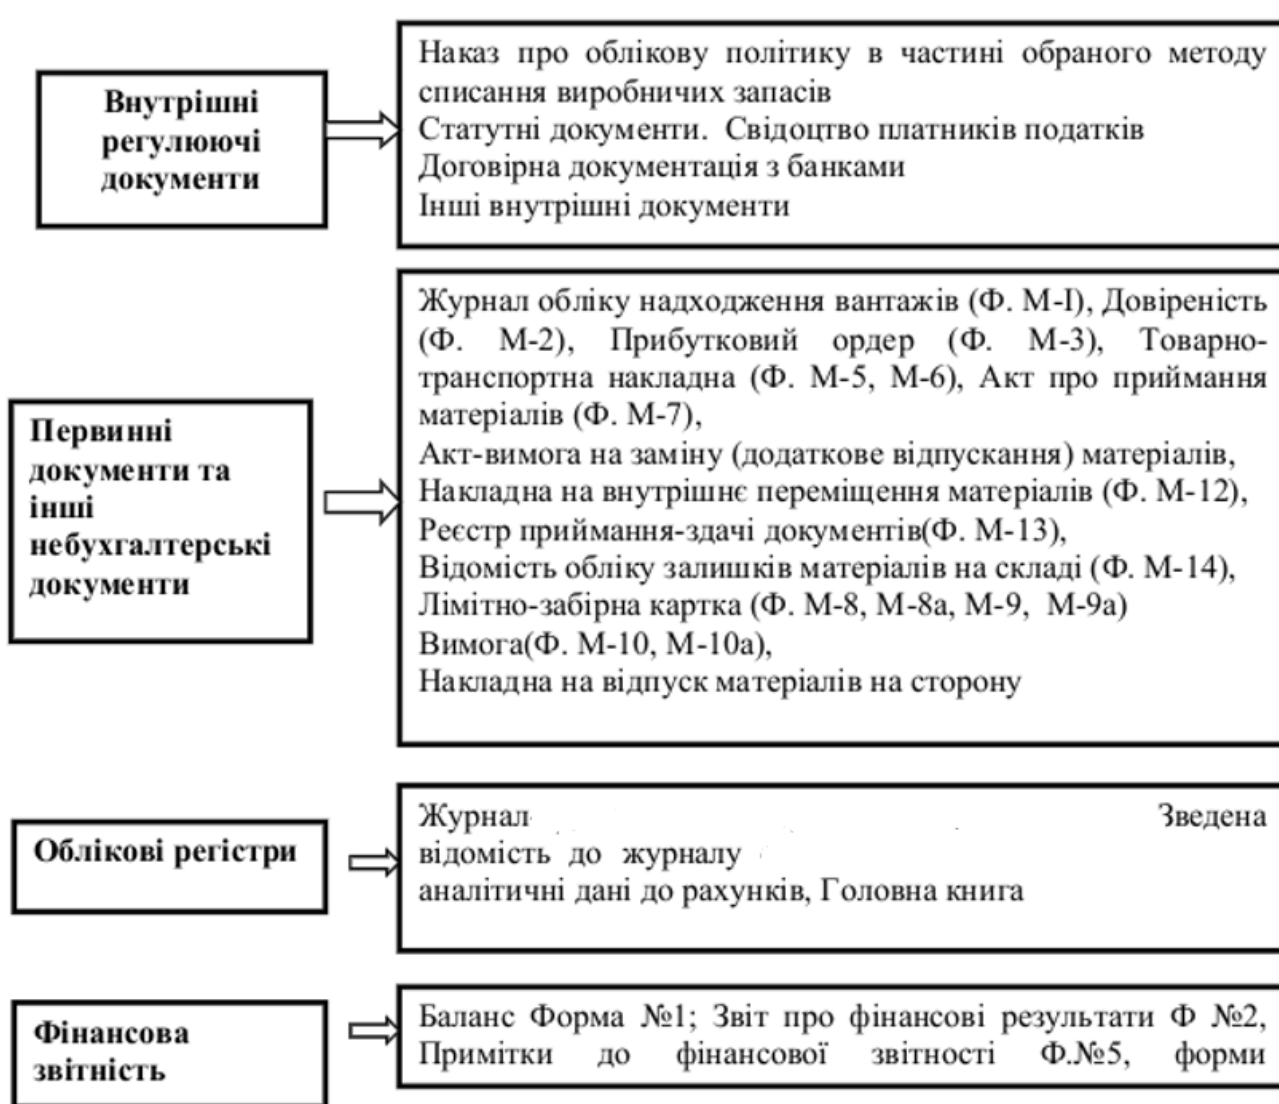 Внутрішні
регулюючі
документи
Наказ про облікову політику в частині обраного методу
списання виробничих запасів
Статутні документи. Свідоцтво платників податків
Договірна документація з банками
Інші внутрішні документи
Первинні
документи та
інші
небухгалтерські
документи
Журнал обліку надходження вантажів (Ф. М-І), Довіреність
(Ф. М-2), Прибутковий ордер (Ф. М-3), Товарно-
транспортна накладна (Ф. М-5, М-6), Акт про приймання
матеріалів (Ф. М-7),
Акт-вимога на заміну (додаткове відпускання) матеріалів,
Накладна на внутрішнє переміщення матеріалів (Ф. М-12),
Реєстр приймання-здачі документів(Ф. М-13),
Відомість обліку залишків матеріалів на складі (Ф. М-14),
Лімітно-забірна картка (Ф. М-8, М-8а, М-9, М-9а)
Вимога(Ф. М-10, М-10а),
Накладна на відпуск матеріалів на сторону
Облікові регістри
Журнал Зведена
відомість до журналу
аналітичні дані до рахунків, Головна книга
Фінансова
звітність
Баланс Форма №1; Звіт про фінансові результати Ф №2,
Примітки до фінансової звітності Ф.№5, форми